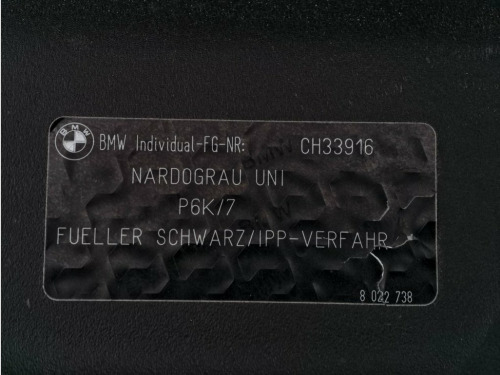 BMW Individual-FG-NR: CH33916
NARDOGRAU UNI
P6K/7
FUELLER SCHWARZ/IPP-VERFAHR.
8 022 738